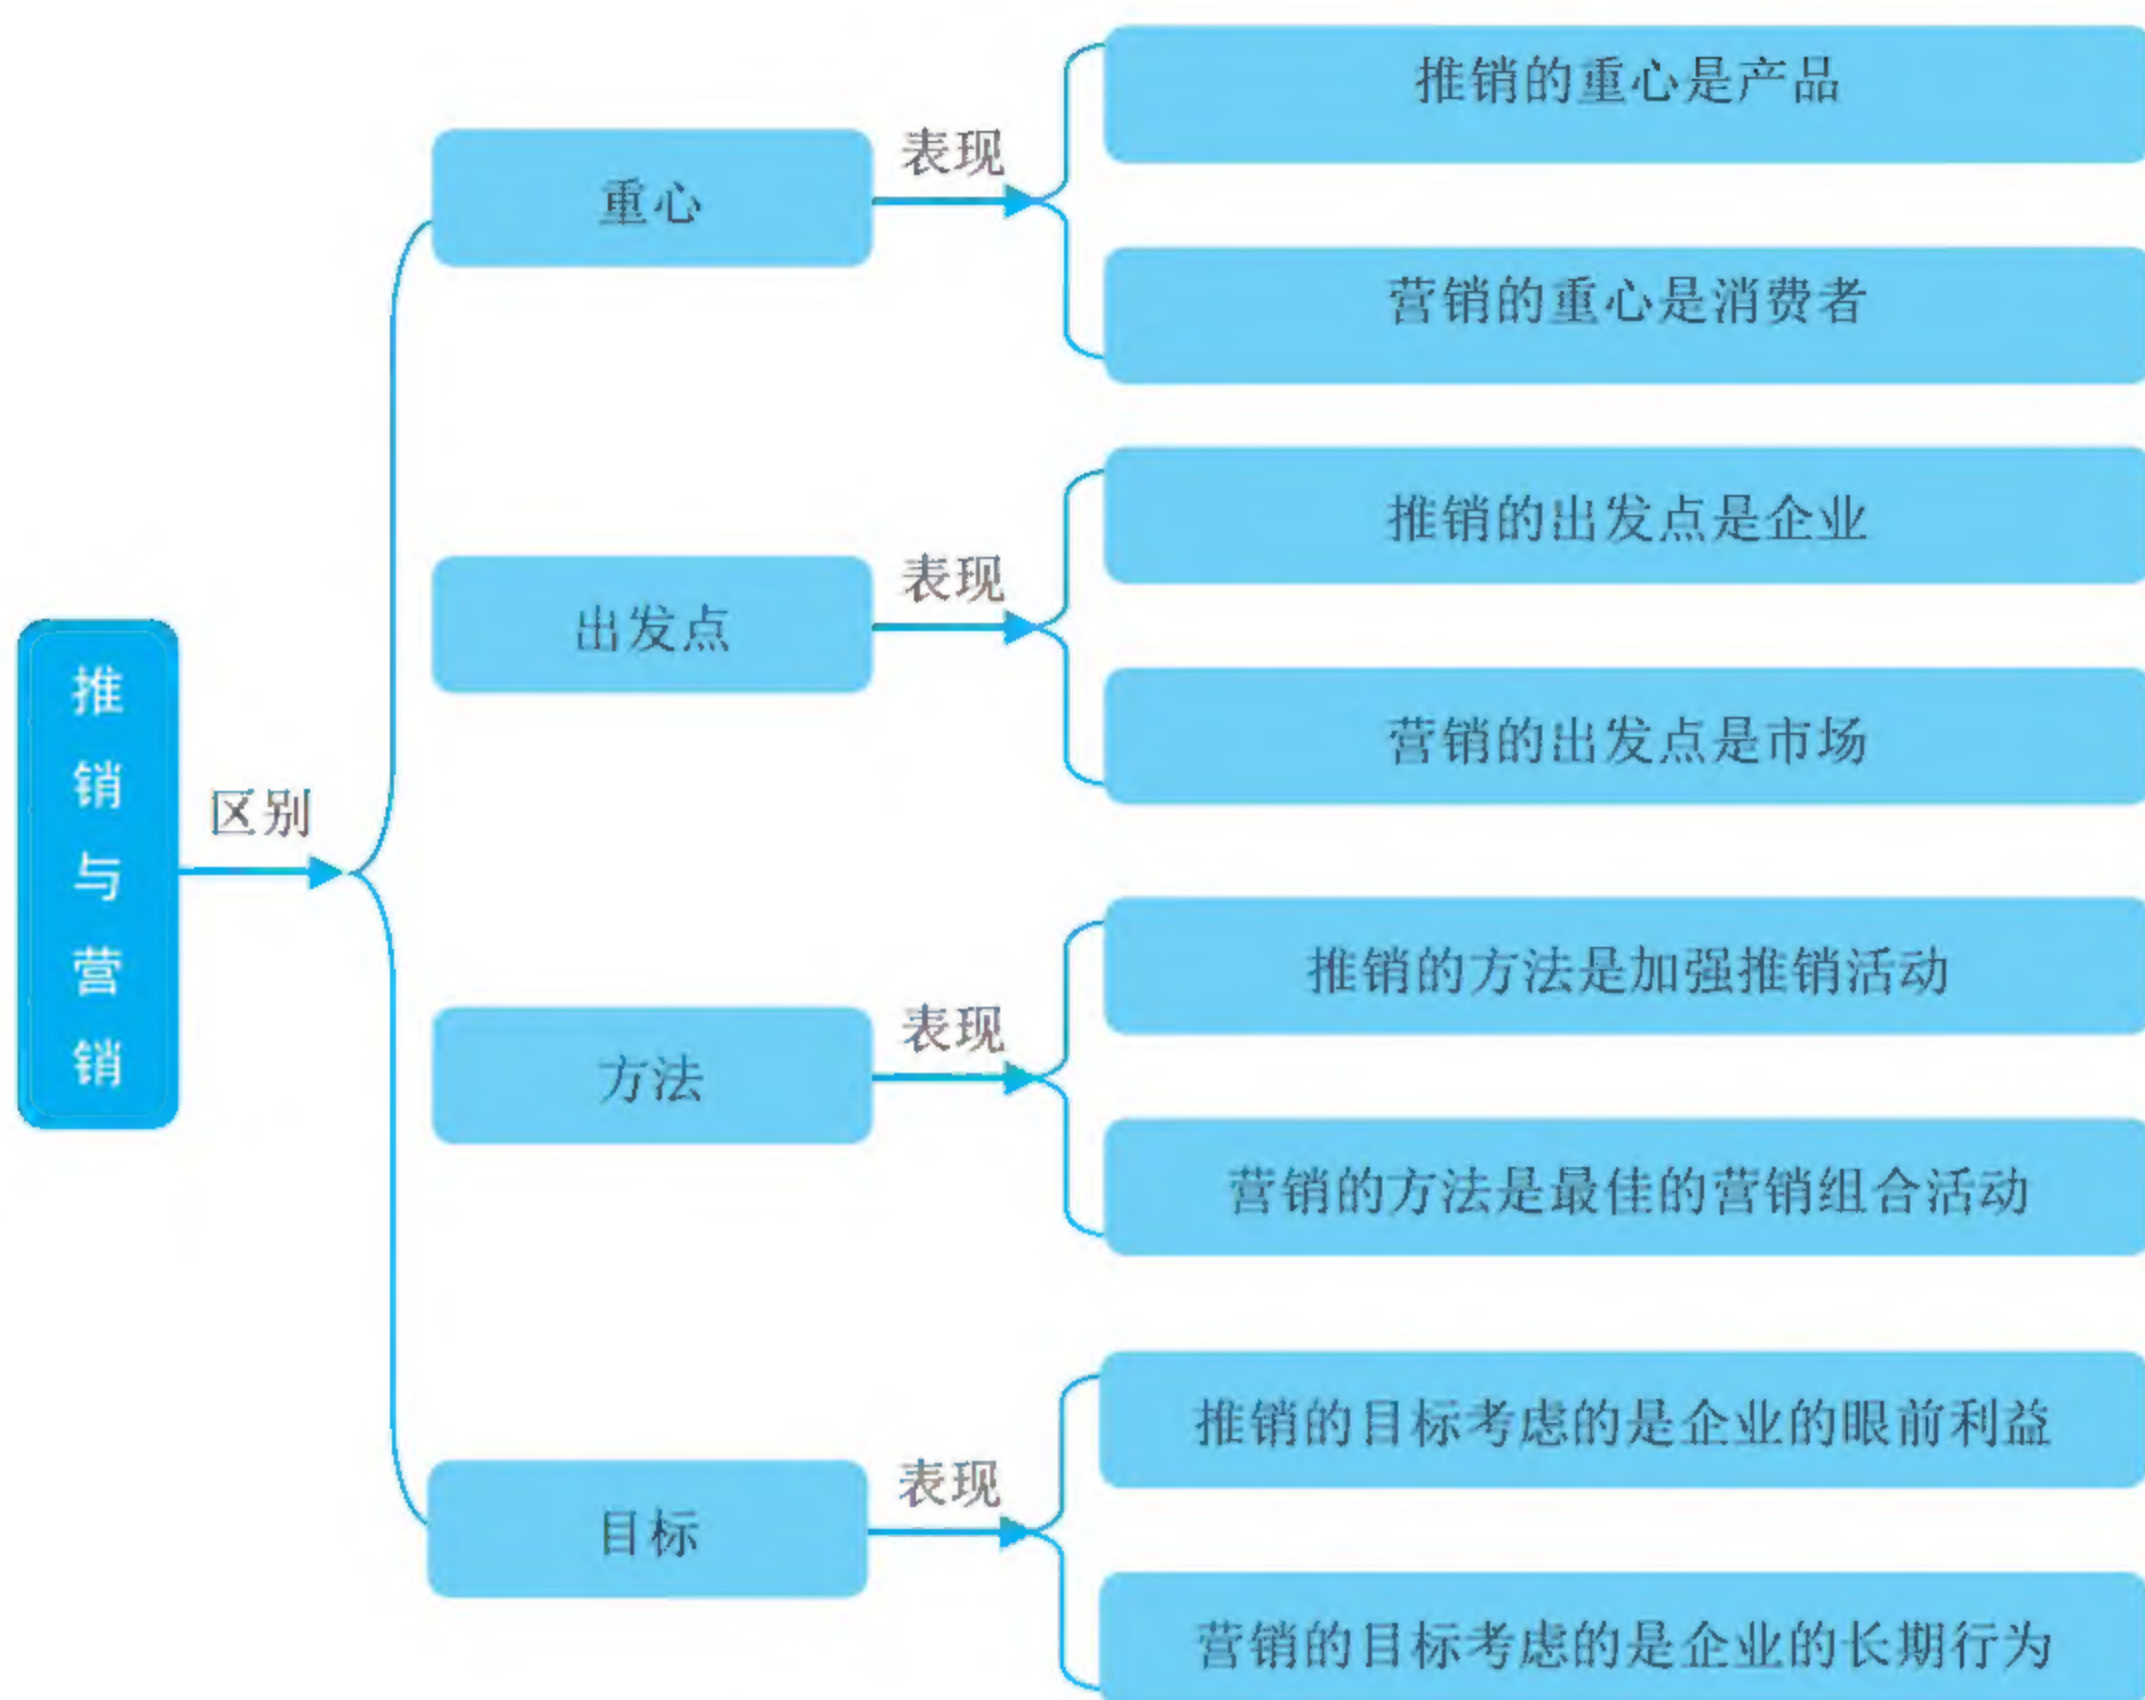 推销与营销
区别
重心
表现
推销的重心是产品
营销的重心是消费者
出发点
表现
推销的出发点是企业
营销的出发点是市场
方法
表现
推销的方法是加强推销活动
营销的方法是最佳的营销组合活动
目标
表现
推销的目标考虑的是企业的眼前利益
营销的目标考虑的是企业的长期行为